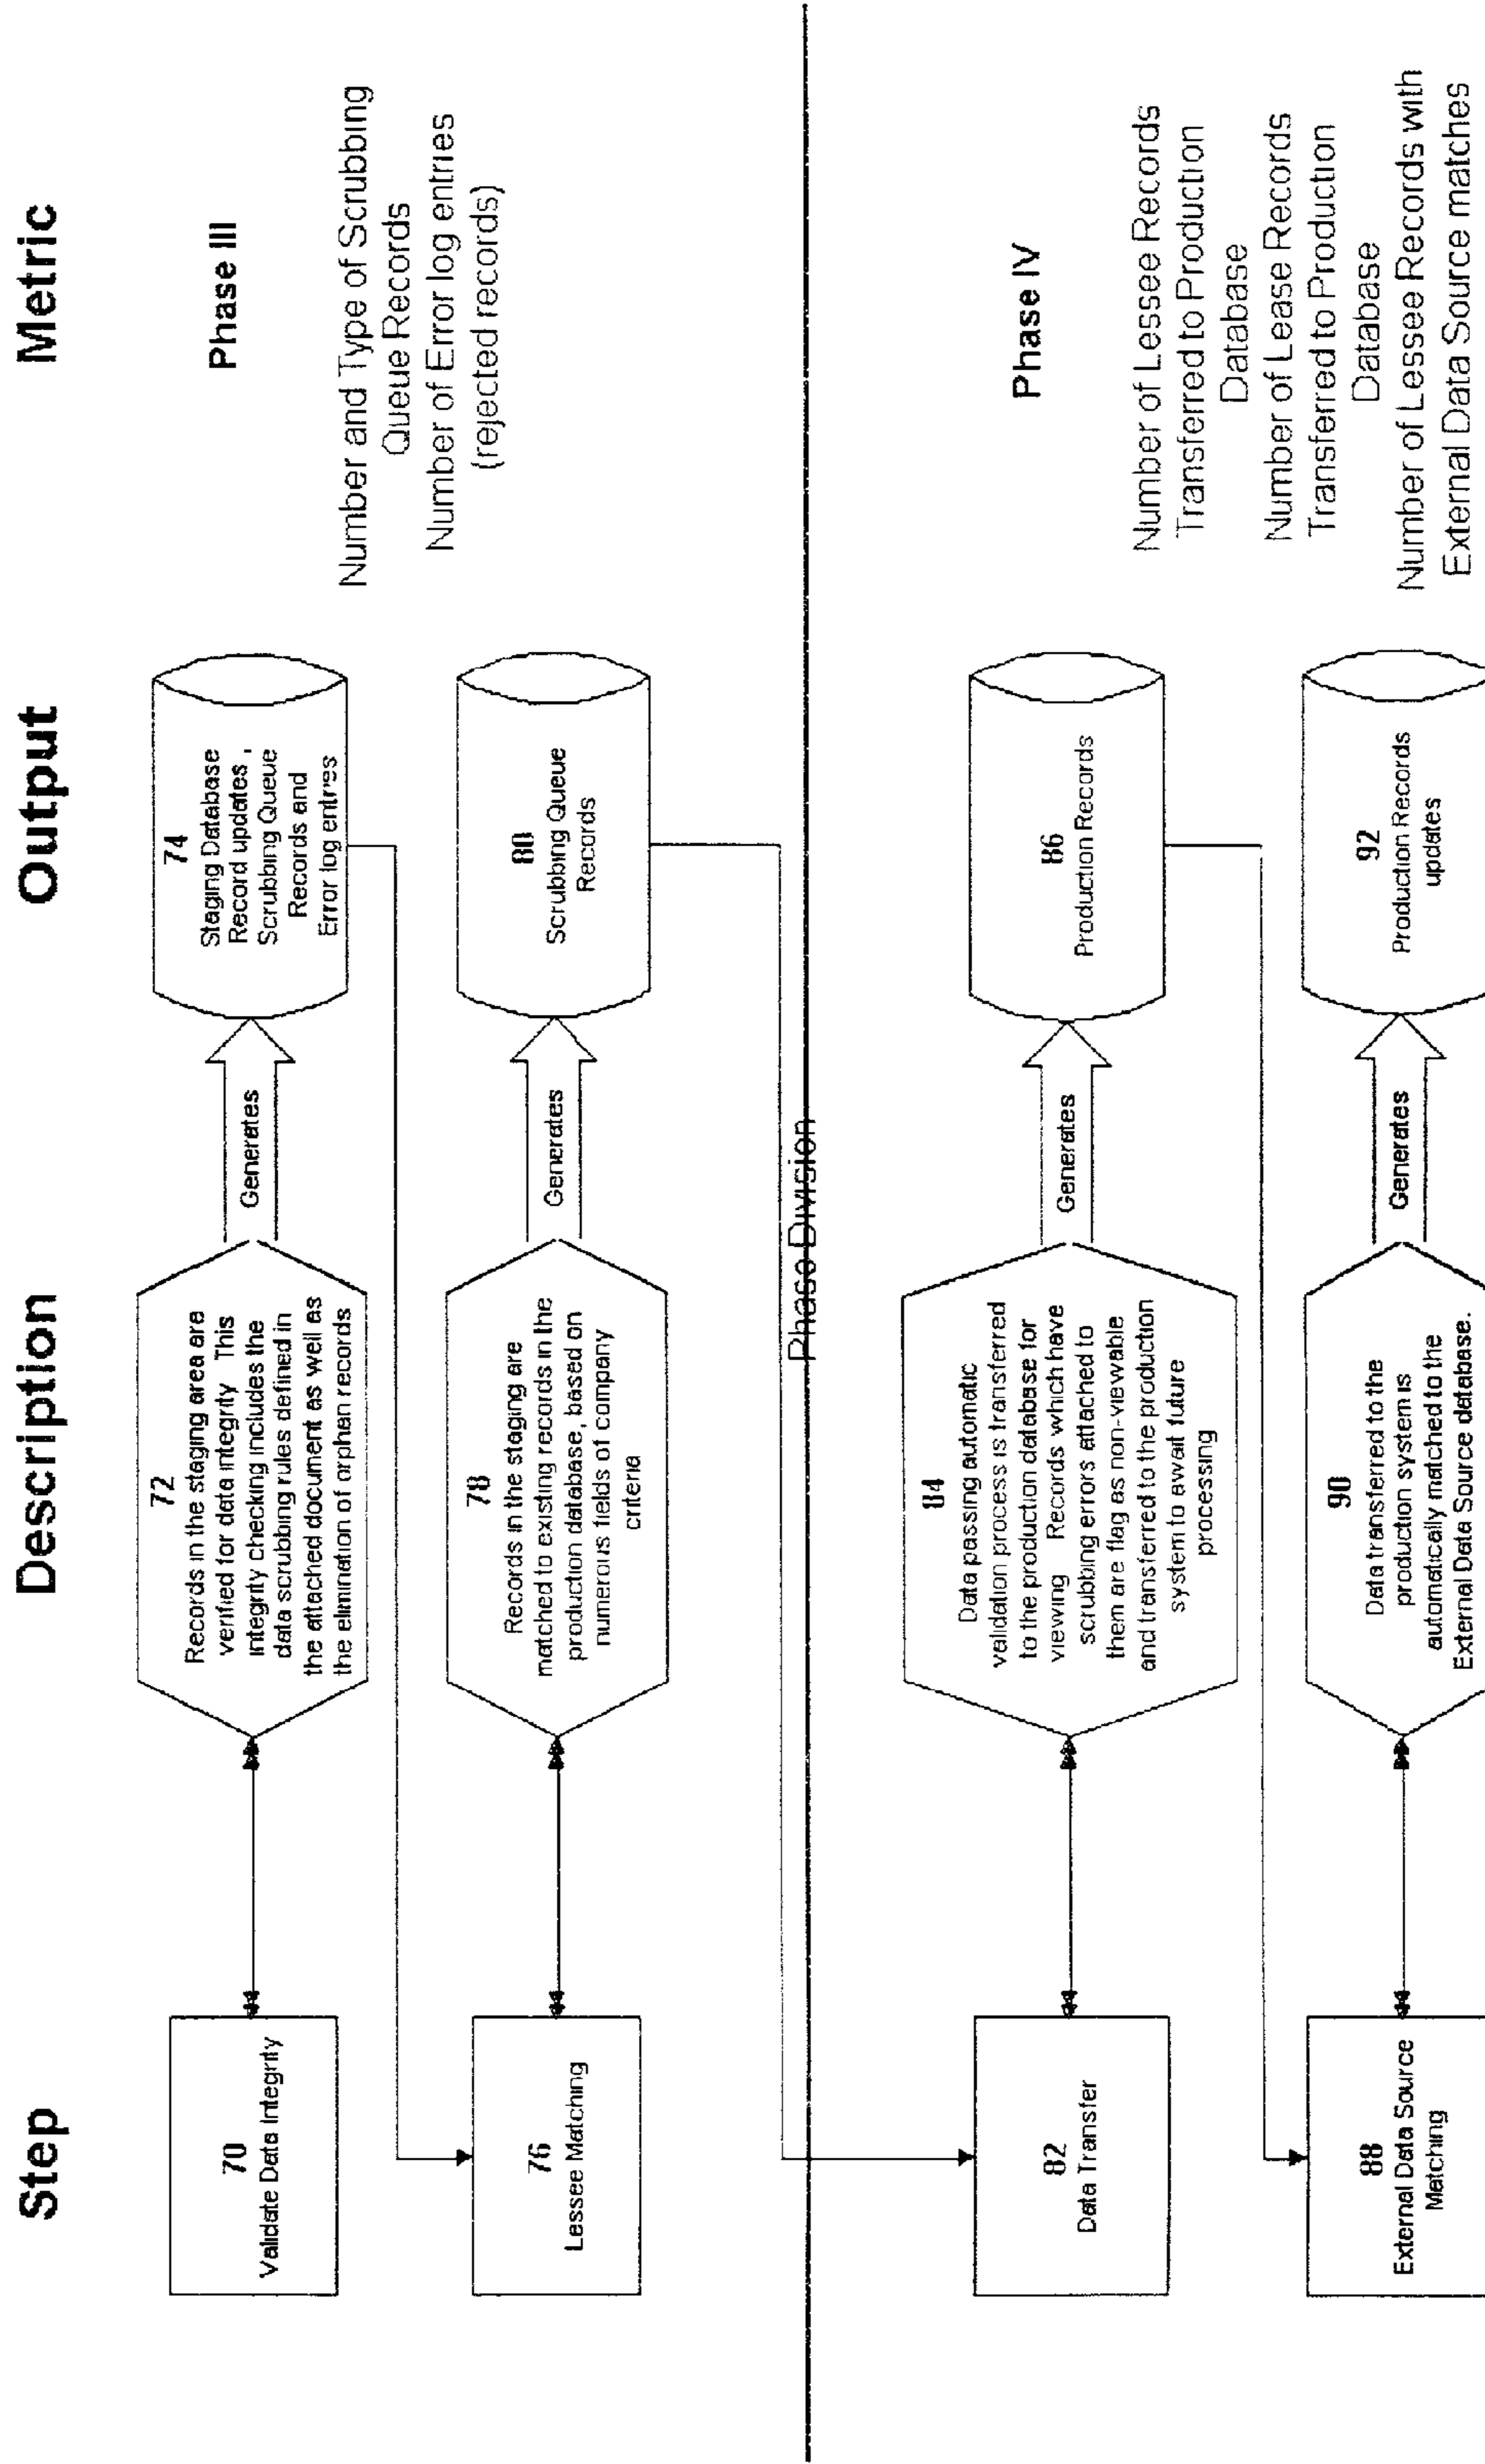 Step
Description
Output
Metric
Phase III
70
Validate Data Integrity
72
Records in the staging area are
verified for data integrity This
integrity checking includes the
data scrubbing rules defined in
the attached document as well as
the elimination of orphan records
Generates
74
Staging Database
Record updates ,
Scrubbing Queue
Records and
Error log entries
Number and Type of Scrubbing
Queue Records
Number of Error log entries
(rejected records)
76
Lessee Matching
78
Records in the staging are
matched to existing records in the
production database, based on
numerous fields of company
criteria
Generates
80
Scrubbing Queue
Records
Phase Division
Phase IV
82
Data Transfer
84
Data passing automatic
validation process is transferred
to the production database for
viewing Records which have
scrubbing errors attached to
them are flag as non-viewable
and transferred to the production
system to await future
processing
Generates
86
Production Records
Number of Lessee Records
Transferred to Production
Database
Number of Lease Records
Transferred to Production
Database
Number of Lessee Records with
External Data Source matches
88
External Data Source
Matching
90
Data transferred to the
production system is
automatically matched to the
External Data Source database.
Generates
92
Production Records
updates